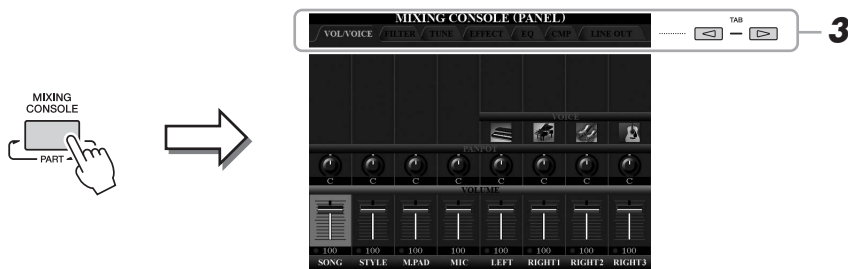 MIXING CONSOLE (PANEL)
VOL/VOICE FILTER TUNE EFFECT EQ CMP LINE OUT
TAB
3
MIXING
CONSOLE
PART
VOICE
PANPOT
C C C C C C C C
VOLUME
100 100 100 100 100 100 100 100
SONG STYLE M.PAD MIC LEFT RIGHT1 RIGHT2 RIGHT3